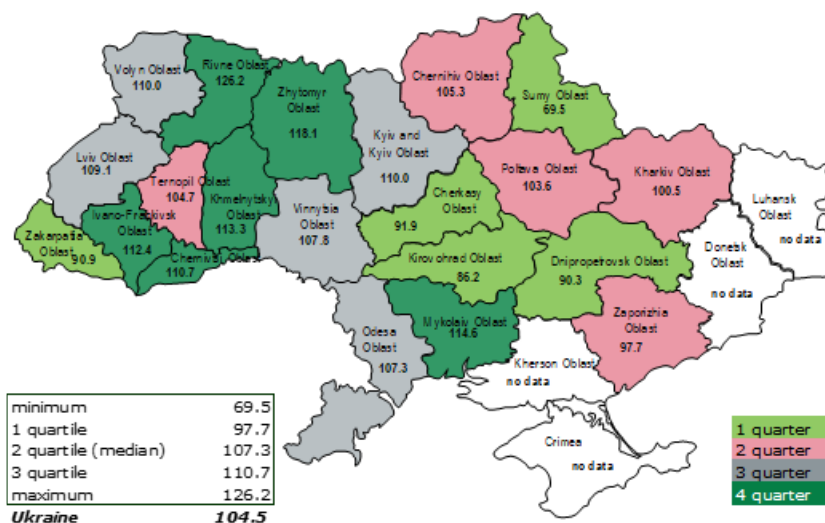 Volyn Oblast
110.0
Rivne Oblast
126.2
Zhytomyr
Oblast
118.1
Kyiv and
Kyiv Oblast
110.0
Chernihiv Oblast
105.3
Sumy Oblast
69.5
Lviv Oblast
109.1
Ternopil Oblast
104.7
Khmelnytskyi
Oblast
113.3
Vinnytsia
Oblast
107.8
Cherkasy
Oblast
91.9
Poltava Oblast
103.6
Kharkiv Oblast
100.5
Luhansk
Oblast
no data
Zakarpattia
Oblast
90.9
Ivano-Frankivsk
Oblast
112.4
Chernivtsi Oblast
110.7
Kirovohrad Oblast
86.2
Dnipropetrovsk Oblast
90.3
Donetsk
Oblast
no data
Odesa
Oblast
107.3
Mykolaiv Oblast
114.6
Zaporizhia
Oblast
97.7
Kherson Oblast
no data
Crimea
no data
minimum 69.5
1 quartile 97.7
2 quartile (median) 107.3
3 quartile 110.7
maximum 126.2
Ukraine 104.5
1 quarter
2 quarter
3 quarter
4 quarter